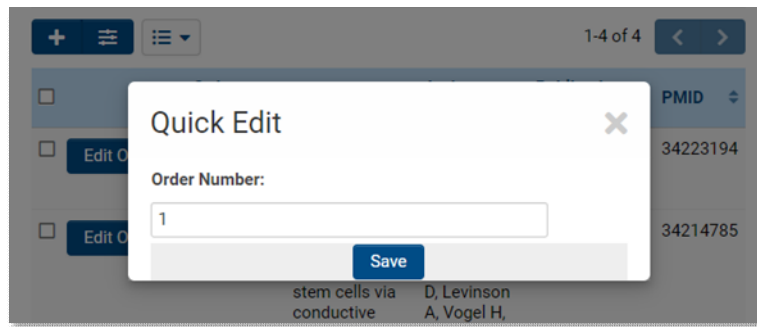 1-4 of 4
PMID
Quick Edit
Edit O
34223194
Order Number:
1
Edit O
34214785
Save
stem cells via
D, Levinson
conductive
A, Vogel H,